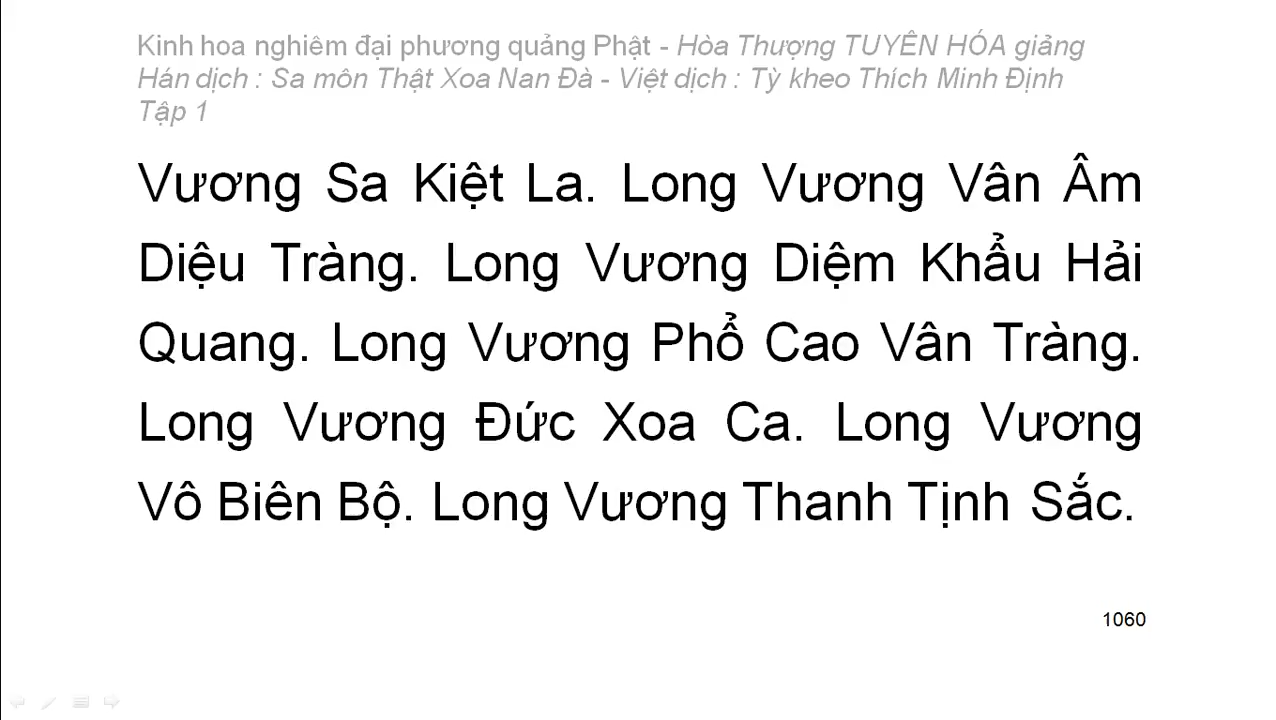 Kinh hoa nghiêm đại phương quảng Phật - Hòa Thượng TUYÊN HÓA giảng
Hán dịch : Sa môn Thật Xoa Nan Đà - Việt dịch : Tỳ kheo Thích Minh Định
Tập 1
Vương Sa Kiệt La. Long Vương Vân Âm
Diệu Tràng. Long Vương Diệm Khẩu Hải
Quang. Long Vương Phổ Cao Vân Tràng.
Long Vương Đức Xoa Ca. Long Vương
Vô Biên Bộ. Long Vương Thanh Tịnh Sắc.
1060